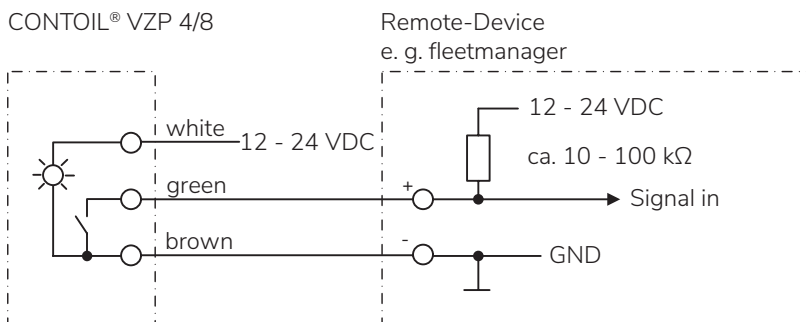 CONTOIL® VZP 4/8
Remote-Device
e. g. fleetmanager
white
12 - 24 VDC
12 - 24 VDC
ca. 10 - 100 kΩ
green
+
Signal in
brown
-
GND